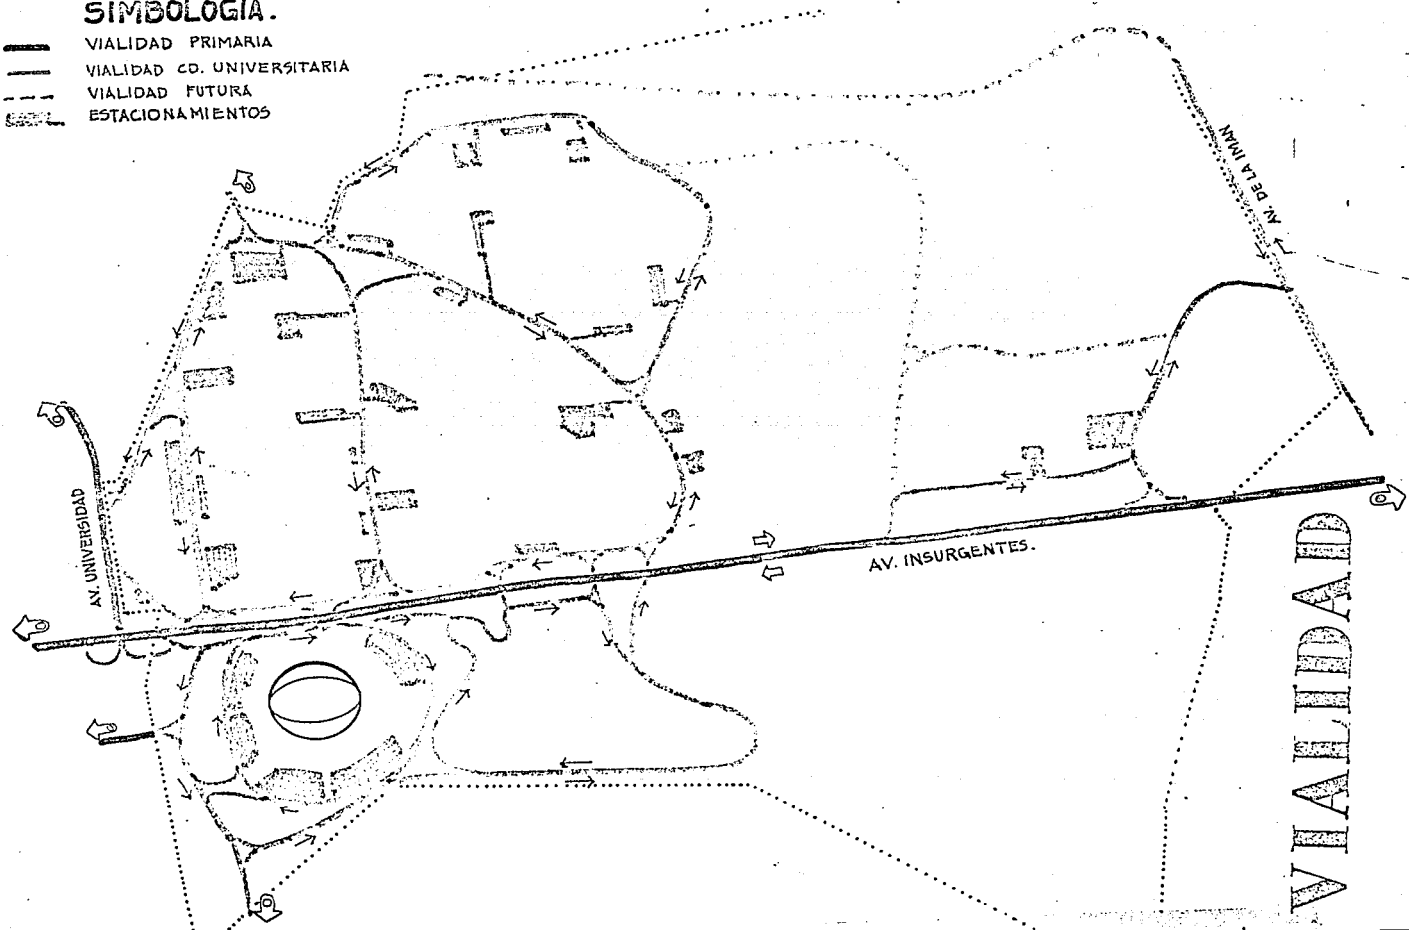 SIMBOLOGIA.
VIALIDAD PRIMARIA
VIALIDAD CD. UNIVERSITARIA
VIALIDAD FUTURA
ESTACIONAMIENTOS
AV. DE LA IMAN
AV. UNIVERSIDAD
AV. INSURGENTES.
VIALIDAD